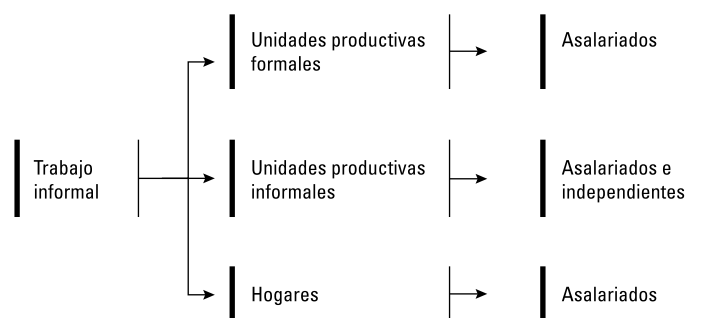 Unidades productivas
formales
Asalariados
Trabajo
informal
Unidades productivas
informales
Asalariados e
independientes
Hogares
Asalariados